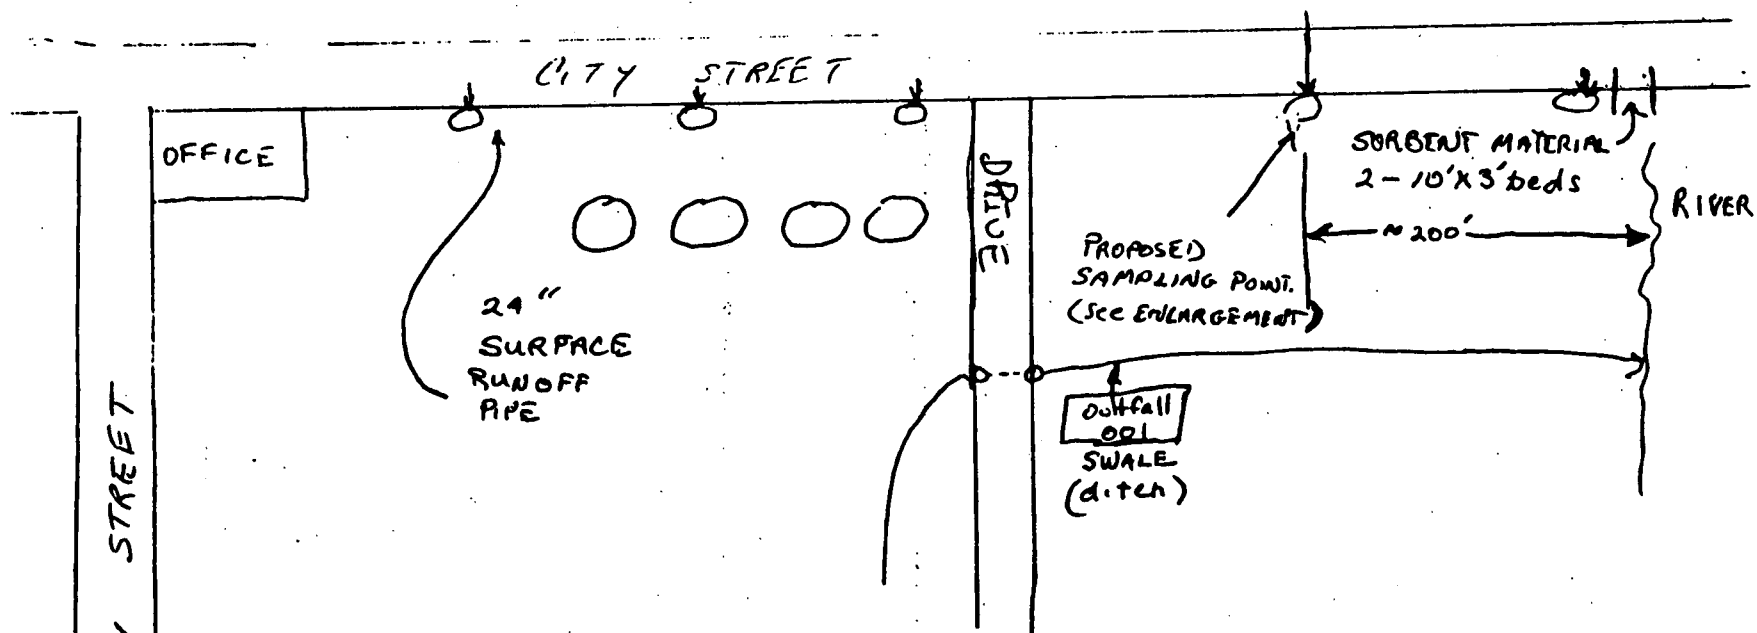 CITY STREET
OFFICE
24"
SURFACE
RUNOFF
PIPE
DRIVE
PROPOSED
SAMPLING POINT.
(See ENLARGEMENT)
SORBENT MATERIAL
2-10'X3' beds
~200'
RIVER
Outfall
001
SWALE
(ditch)
STREET